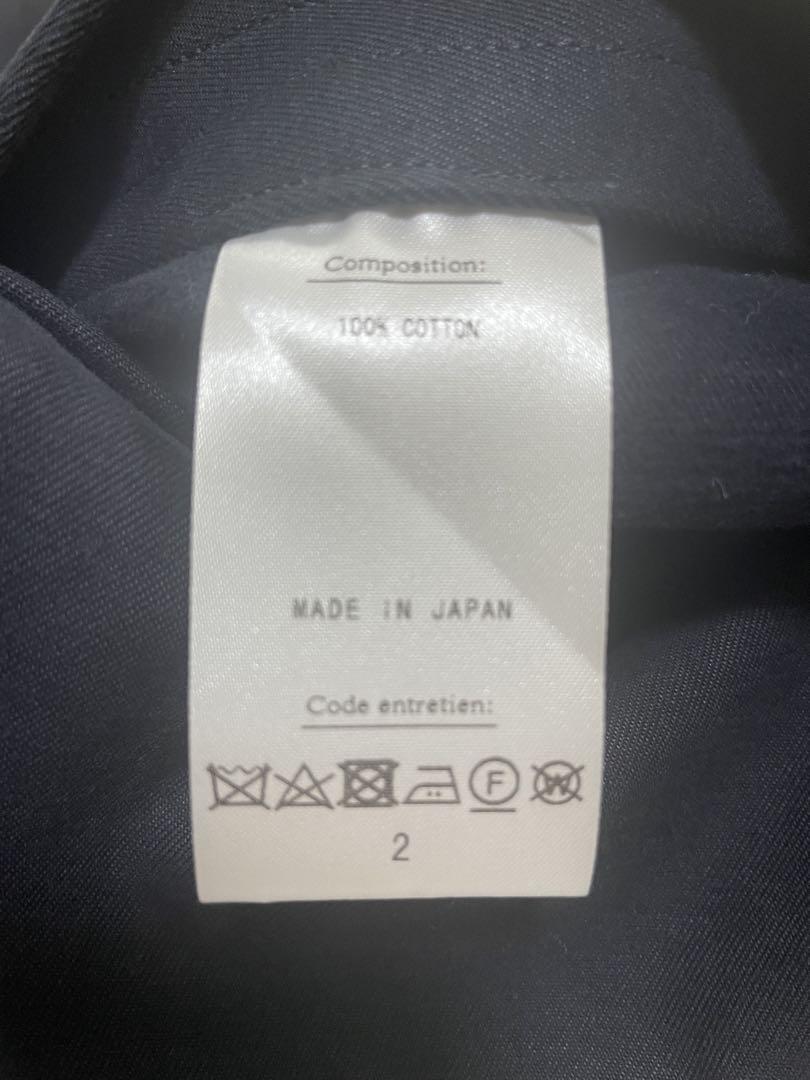 Composition:
100% COTTON
MADE IN JAPAN
Code entretien:
F W
2